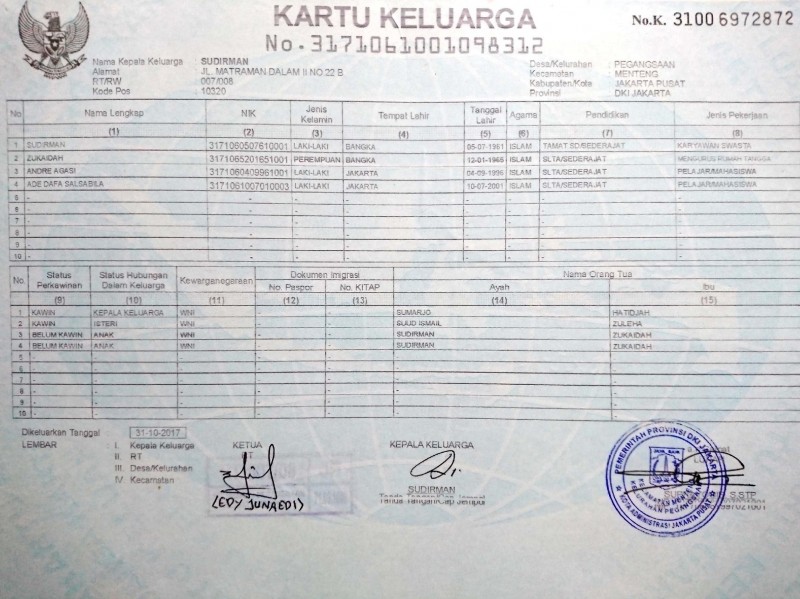 KARTU KELUARGA
No. 3171061001098312
No.K. 3100 6972872
Nama Kepala Keluarga : SUDIRMAN
Alamat : JL. MATRAMAN DALAM II NO.22 B
RT/RW : 007/008
Kode Pos : 10320
Desa/Kelurahan : PEGANGSAAN
Kecamatan : MENTENG
Kabupaten/Kota : JAKARTA PUSAT
Provinsi : DKI JAKARTA
No Nama Lengkap NIK Jenis Kelamin Tempat Lahir Tanggal Lahir Agama Pendidikan Jenis Pekerjaan
(1) (2) (3) (4) (5) (6) (7) (8)
1 SUDIRMAN 3171060507610001 LAKI-LAKI BANGKA 05-07-1961 ISLAM TAMAT SD/SEDERAJAT KARYAWAN SWASTA
2 ZUKAIDAH 3171065201651001 PEREMPUAN BANGKA 12-01-1965 ISLAM SLTA/SEDERAJAT MENGURUS RUMAH TANGGA
3 ANDRE AGASI 3171060409961001 LAKI-LAKI JAKARTA 04-09-1996 ISLAM SLTA/SEDERAJAT PELAJAR/MAHASISWA
4 ADE DAFA SALSABILA 3171061007010003 LAKI-LAKI JAKARTA 10-07-2001 ISLAM SLTA/SEDERAJAT PELAJAR/MAHASISWA
5 - - - - - - - -
6 - - - - - - - -
7 - - - - - - - -
8 - - - - - - - -
9 - - - - - - - -
10 - - - - - - - -
No. Status Perkawinan Status Hubungan Dalam Keluarga Kewarganegaraan Dokumen Imigrasi Nama Orang Tua
No. Paspor No. KITAP Ayah Ibu
(9) (10) (11) (12) (13) (14) (15)
1 KAWIN KEPALA KELUARGA WNI - - SUMARJO HATIDJAH
2 KAWIN ISTERI WNI - - SUUD ISMAIL ZULEHA
3 BELUM KAWIN ANAK WNI - - SUDIRMAN ZUKAIDAH
4 BELUM KAWIN ANAK WNI - - SUDIRMAN ZUKAIDAH
5 - - - - - - -
6 - - - - - - -
7 - - - - - - -
8 - - - - - - -
9 - - - - - - -
10 - - - - - - -
Dikeluarkan Tanggal : 31-10-2017
LEMBAR : I. Kepala Keluarga
II. RT
III. Desa/Kelurahan
IV. Kecamatan
KETUA
RT
LEDY JUNAEDIS
KEPALA KELUARGA
SUDIRMAN
Tanda Tangan/Cap Jempol
PEMERINTAH PROVINSI DKI JAKARTA
KECAMATAN MENTENG
KELURAHAN PEGANGSAAN
KOTA ADMINISTRASI JAKARTA PUSAT
S.STP